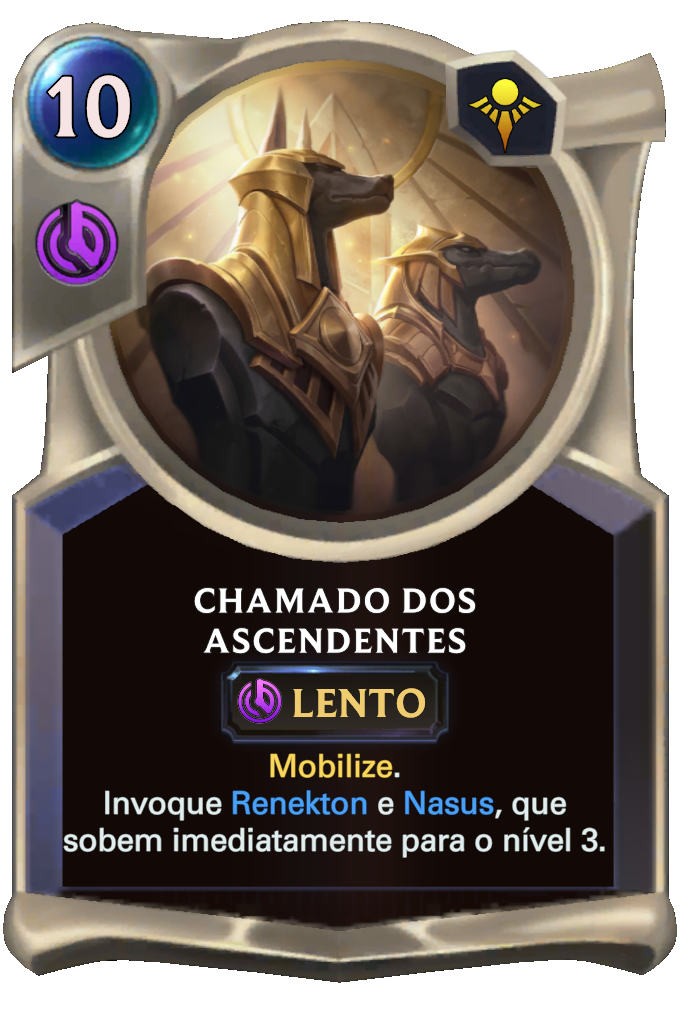 10
CHAMADO DOS
ASCENDENTES
LENTO
Mobilize.
Invoque Renekton e Nasus, que
sobem imediatamente para o nível 3.